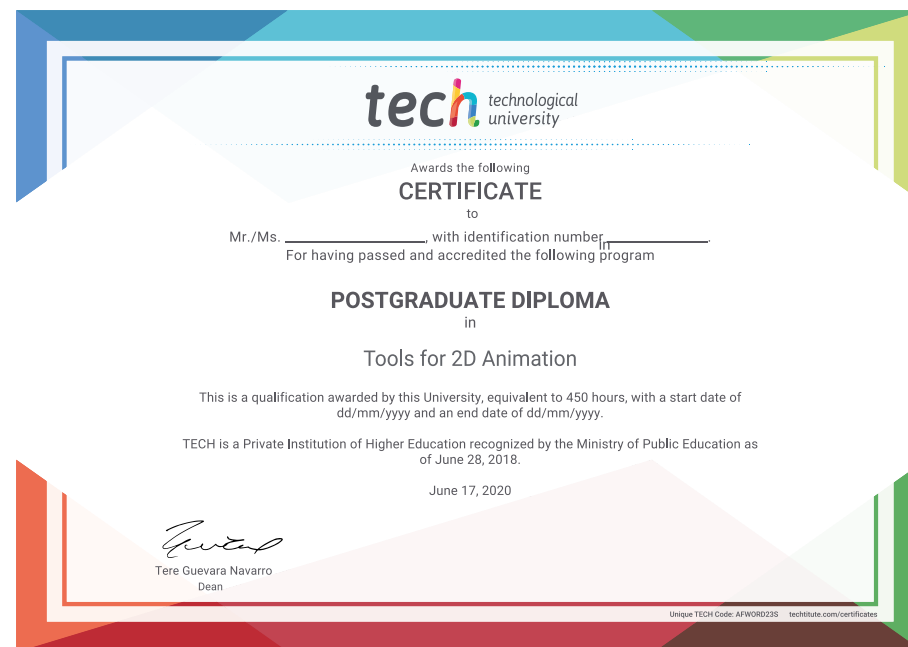 tech technological
university
Awards the following
CERTIFICATE
to
Mr./Ms. ____________, with identification number__________.
in
For having passed and accredited the following program
POSTGRADUATE DIPLOMA
in
Tools for 2D Animation
This is a qualification awarded by this University, equivalent to 450 hours, with a start date of
dd/mm/yyyy and an end date of dd/mm/yyyy.
TECH is a Private Institution of Higher Education recognized by the Ministry of Public Education as
of June 28, 2018.
June 17, 2020
Tere Guevara Navarro
Dean
Unique TECH Code: AFWORD23S techtitute.com/certificates